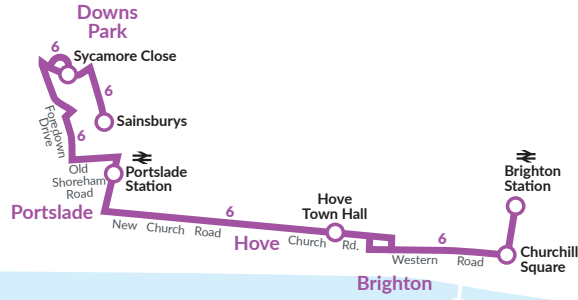 Downs
Park
6
Sycamore Close
6
Sainsburys
Foredown
Drive
6
Old
Shoreham
Road
Portslade
Station
Brighton
Station
Portslade
Hove
Town Hall
6
New Church Road
Hove
Church Rd.
6
Western Road
Churchill
Square
Brighton